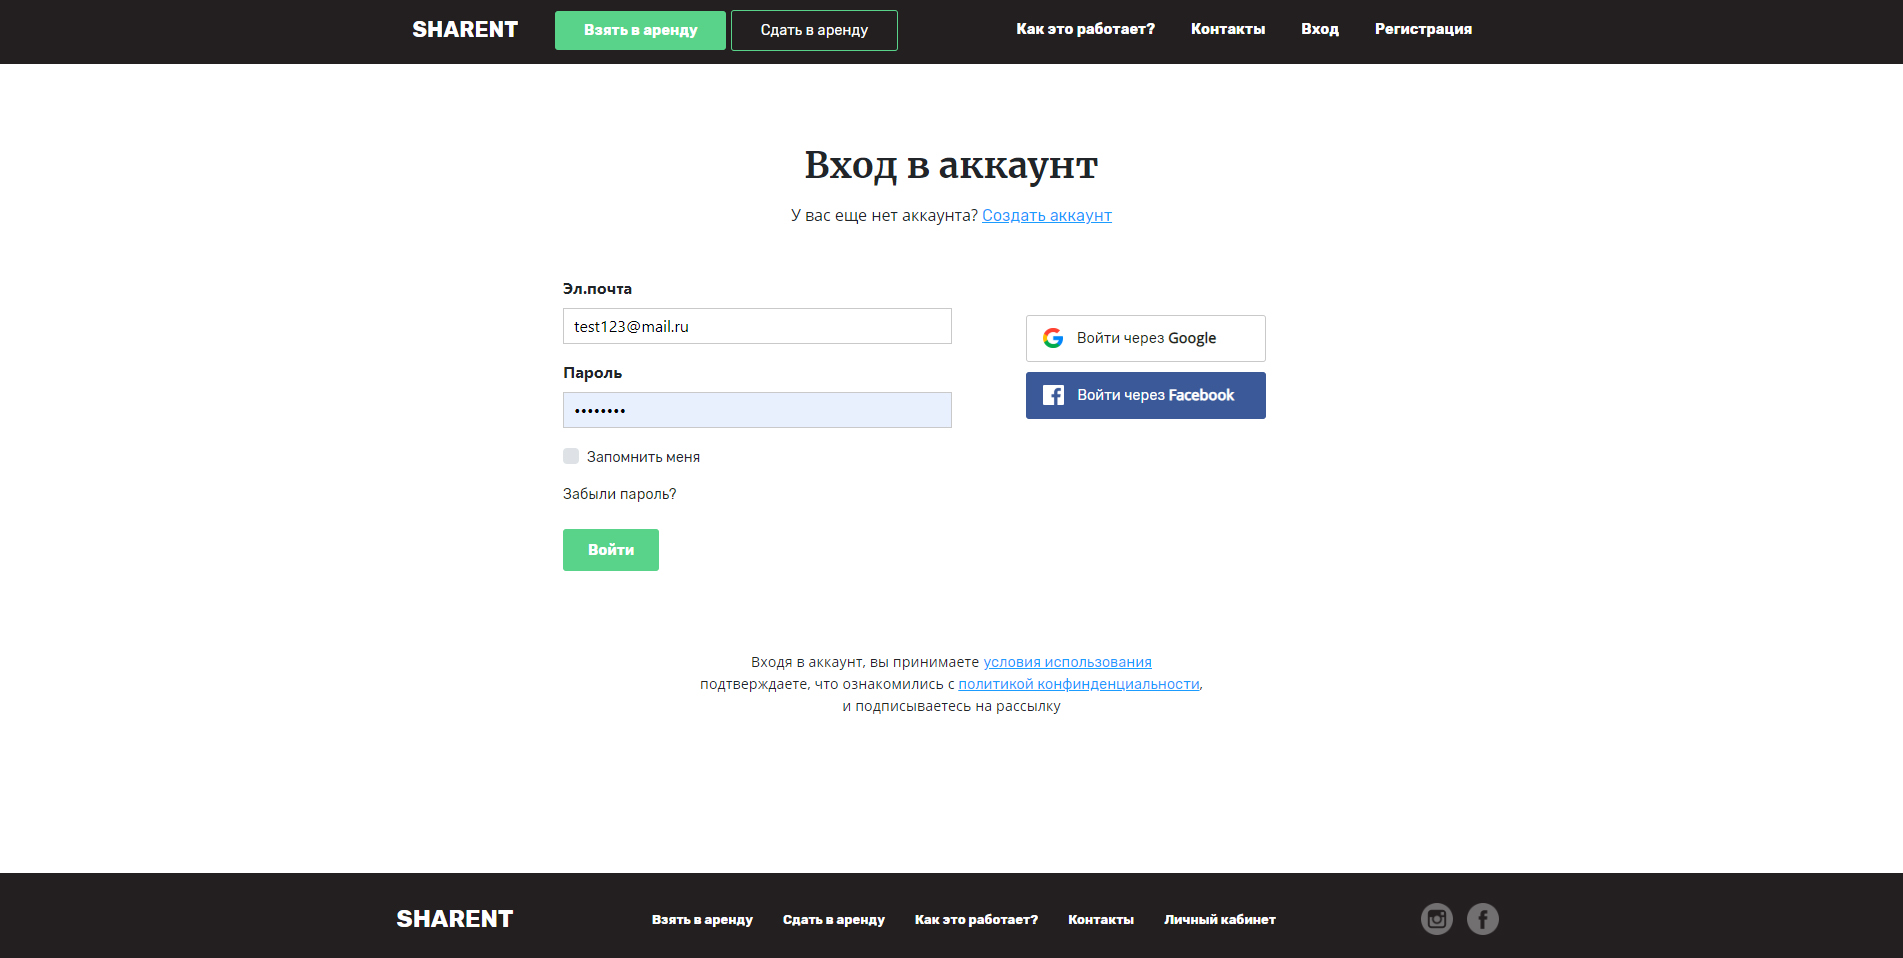 SHARENT
Взять в аренду
Сдать в аренду
Как это работает?
Контакты
Вход
Регистрация
Вход в аккаунт
У вас еще нет аккаунта? Создать аккаунт
Эл.почта
test123@mail.ru
Пароль
••••••••
Запомнить меня
Забыли пароль?
Войти
Войти через Google
Войти через Facebook
Входя в аккаунт, вы принимаете условия использования
подтверждаете, что ознакомились с политикой конфинденциальности,
и подписываетесь на рассылку
SHARENT
Взять в аренду
Сдать в аренду
Как это работает?
Контакты
Личный кабинет